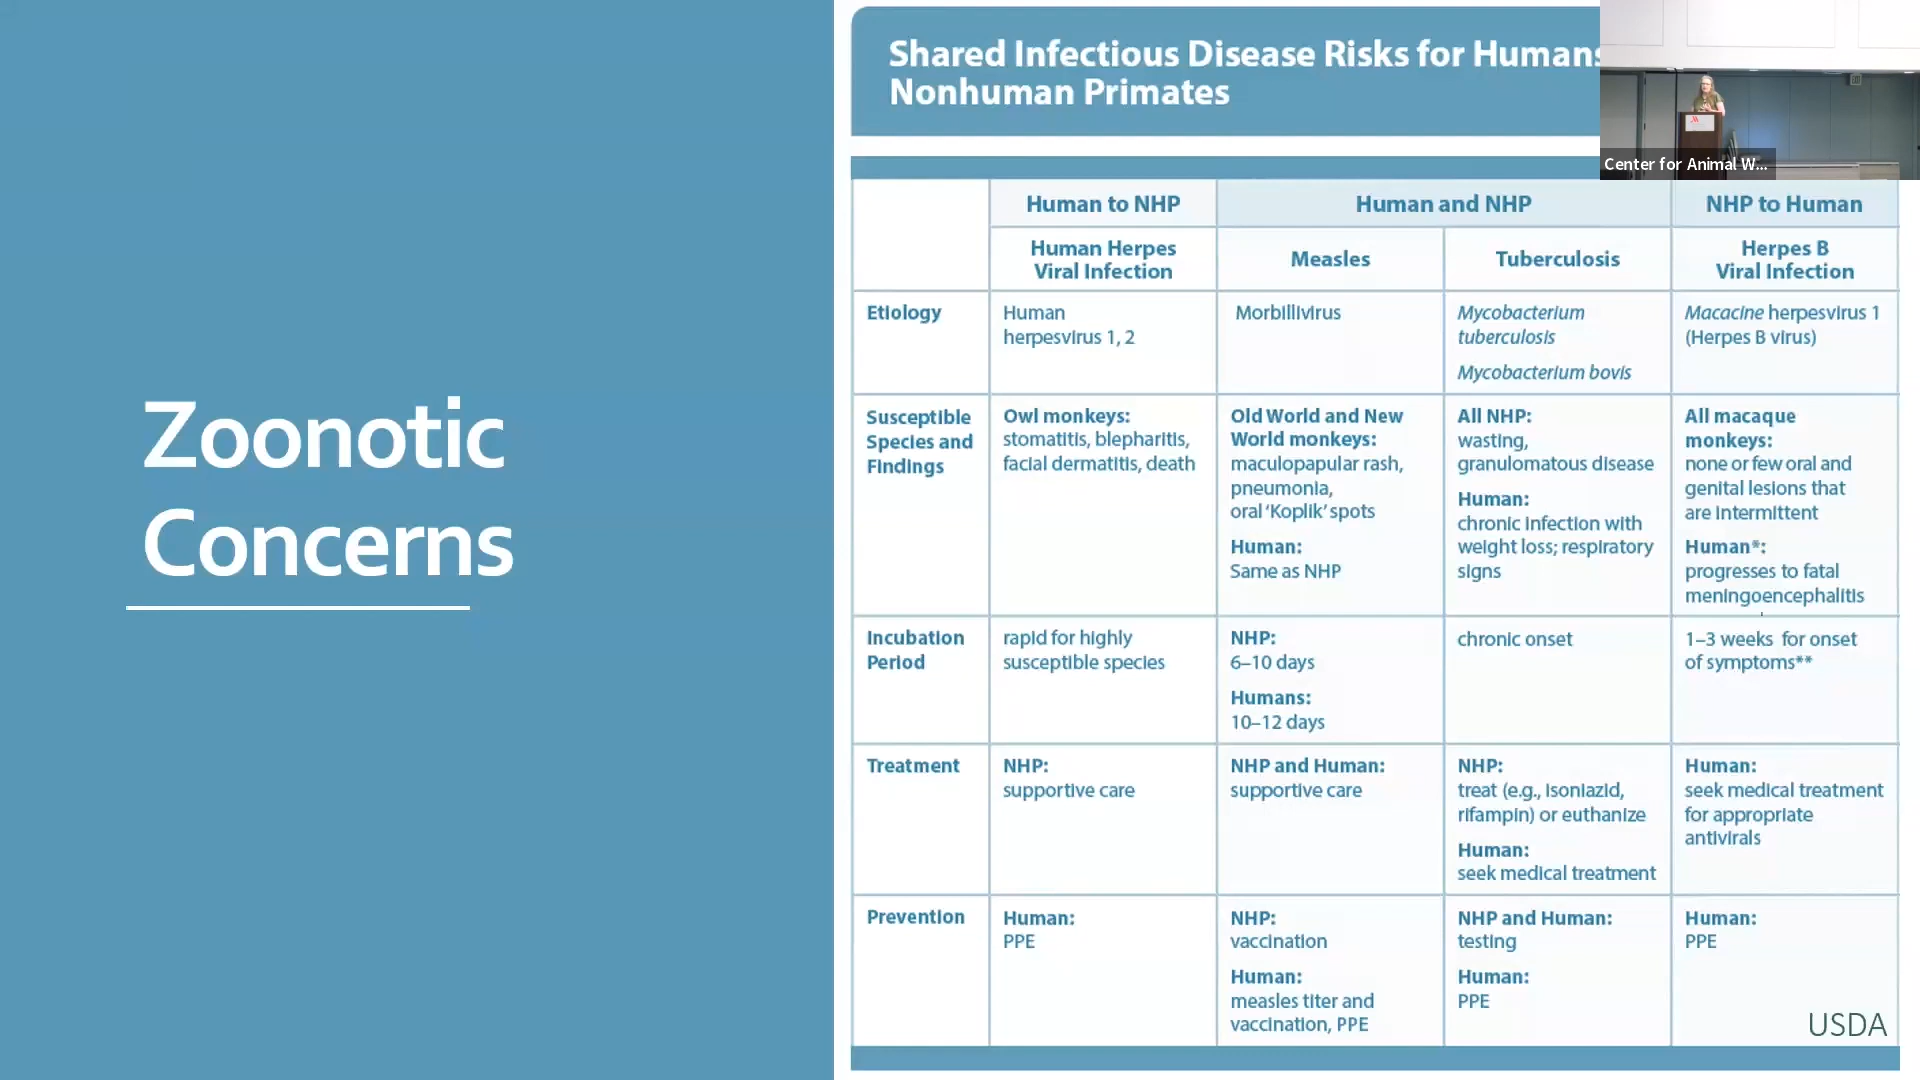 Zoonotic
Concerns
Shared Infectious Disease Risks for Humans
Nonhuman Primates
Center for Animal W...
Human to NHP
Human and NHP
NHP to Human
Human Herpes
Viral Infection
Measles
Tuberculosis
Herpes B
Viral Infection
Etiology
Human
herpesvirus 1, 2
Morbillivirus
Mycobacterium
tuberculosis
Mycobacterium bovis
Macacine herpesvirus 1
(Herpes B virus)
Susceptible
Species and
Findings
Owl monkeys:
stomatitis, blepharitis,
facial dermatitis, death
Old World and New
World monkeys:
maculopapular rash,
pneumonia,
oral ‘Koplik’ spots
Human:
Same as NHP
All NHP:
wasting,
granulomatous disease
Human:
chronic infection with
weight loss; respiratory
signs
All macaque
monkeys:
none or few oral and
genital lesions that
are intermittent
Human*:
progresses to fatal
meningoencephalitis
Incubation
Period
rapid for highly
susceptible species
NHP:
6–10 days
Humans:
10–12 days
chronic onset
1–3 weeks for onset
of symptoms**
Treatment
NHP:
supportive care
NHP and Human:
supportive care
NHP:
treat (e.g., isoniazid,
rifampin) or euthanize
Human:
seek medical treatment
Human:
seek medical treatment
for appropriate
antivirals
Prevention
Human:
PPE
NHP:
vaccination
Human:
measles titer and
vaccination, PPE
NHP and Human:
testing
Human:
PPE
Human:
PPE
USDA